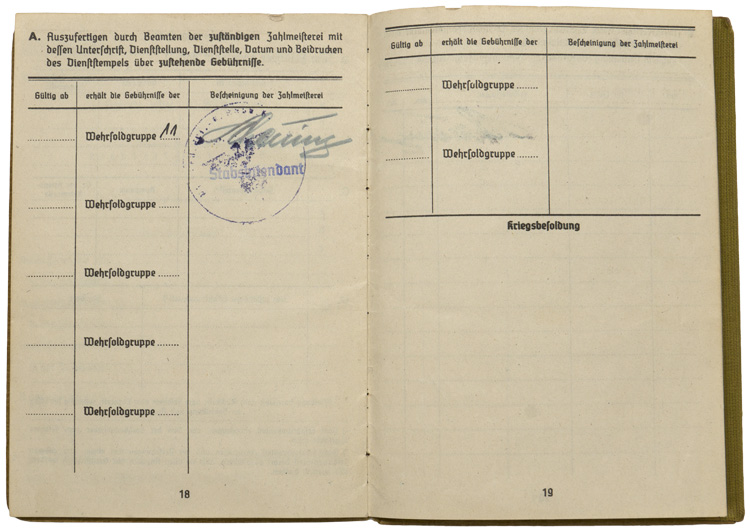 A. Auszufertigen durch Beamten der zuständigen Zahlmeisterei mit
dessen Unterschrift, Dienststellung, Dienststelle, Datum und Beidrucken
des Dienststempels über zustehende Gebührnisse.
Gültig ab erhält die Gebührnisse der Bescheinigung der Zahlmeisterei
Wehrsoldgruppe 11
Stabsintendant
Wehrsoldgruppe
Wehrsoldgruppe
Wehrsoldgruppe
Wehrsoldgruppe
18
Gültig ab erhält die Gebührnisse der Bescheinigung der Zahlmeisterei
Wehrsoldgruppe
Wehrsoldgruppe
Kriegsbesoldung
19